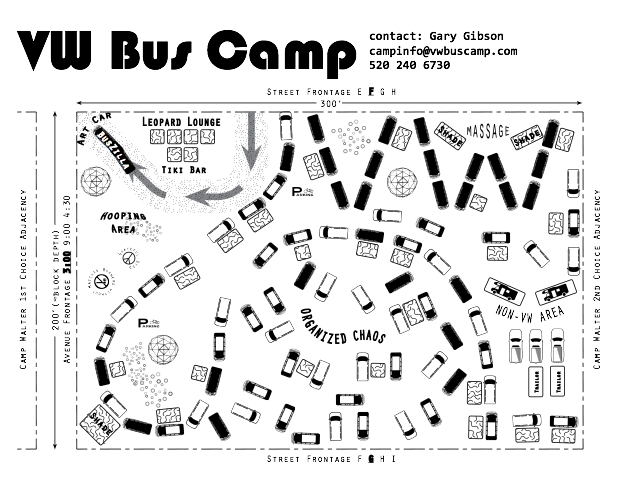 VW Bus Camp
contact: Gary Gibson
campinfo@vwbuscamp.com
520 240 6730
Street Frontage E F G H
300'
Art Car
BUSZILLA
Leopard Lounge
Tiki Bar
Shade
Massage
Shade
Parking
Hooping
Area
Camp Walter 1st Choice Adjacency
200' (=Block Depth)
Avenue Frontage 3:00 9:00 4:30
Camp Walter 2nd Choice Adjacency
Non-VW Area
Organized Chaos
Parking
Trailer
Trailer
Shade
Street Frontage F G H I